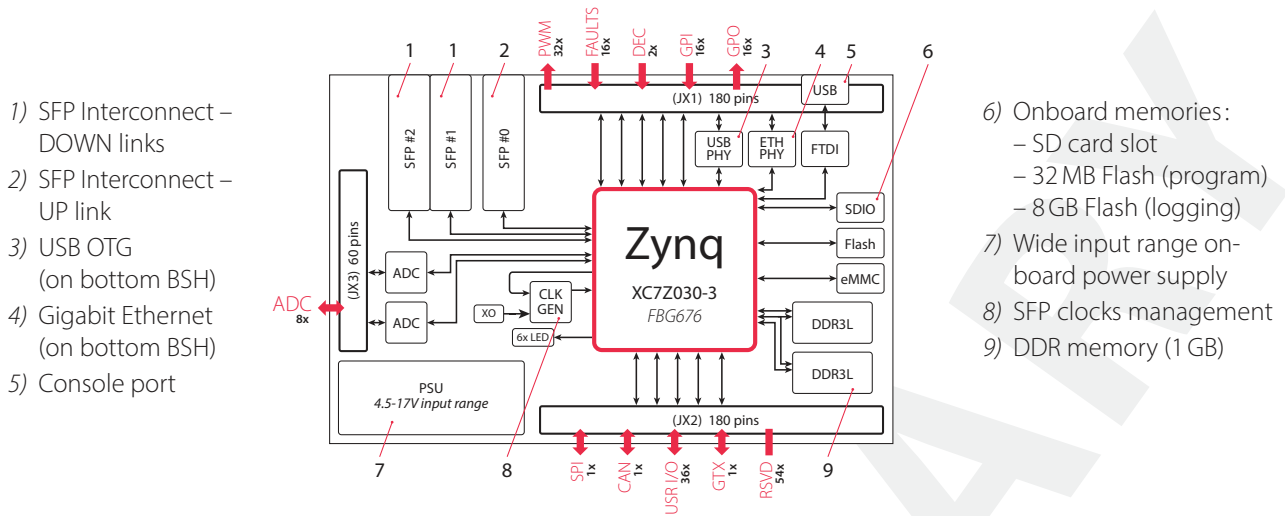 1) SFP Interconnect –
DOWN links
2) SFP Interconnect –
UP link
3) USB OTG
(on bottom BSH)
4) Gigabit Ethernet
(on bottom BSH)
5) Console port
1
1
2
PWM
32x
FAULTS
16x
DEC
2x
GPI
16x
GPO
16x
3
4
5
6
(JX1) 180 pins
USB
SFP #2
SFP #1
SFP #0
USB
PHY
ETH
PHY
FTDI
(JX3) 60 pins
ADC
8x
ADC
ADC
CLK
GEN
XO
6x LED
Zynq
XC7Z030-3
FBG676
SDIO
Flash
eMMC
DDR3L
DDR3L
PSU
4.5-17V input range
(JX2) 180 pins
7
8
SPI
1x
CAN
1x
USR I/O
36x
GTX
1x
RSVD
54x
9
6) Onboard memories:
– SD card slot
– 32 MB Flash (program)
– 8 GB Flash (logging)
7) Wide input range on-
board power supply
8) SFP clocks management
9) DDR memory (1 GB)
ARY